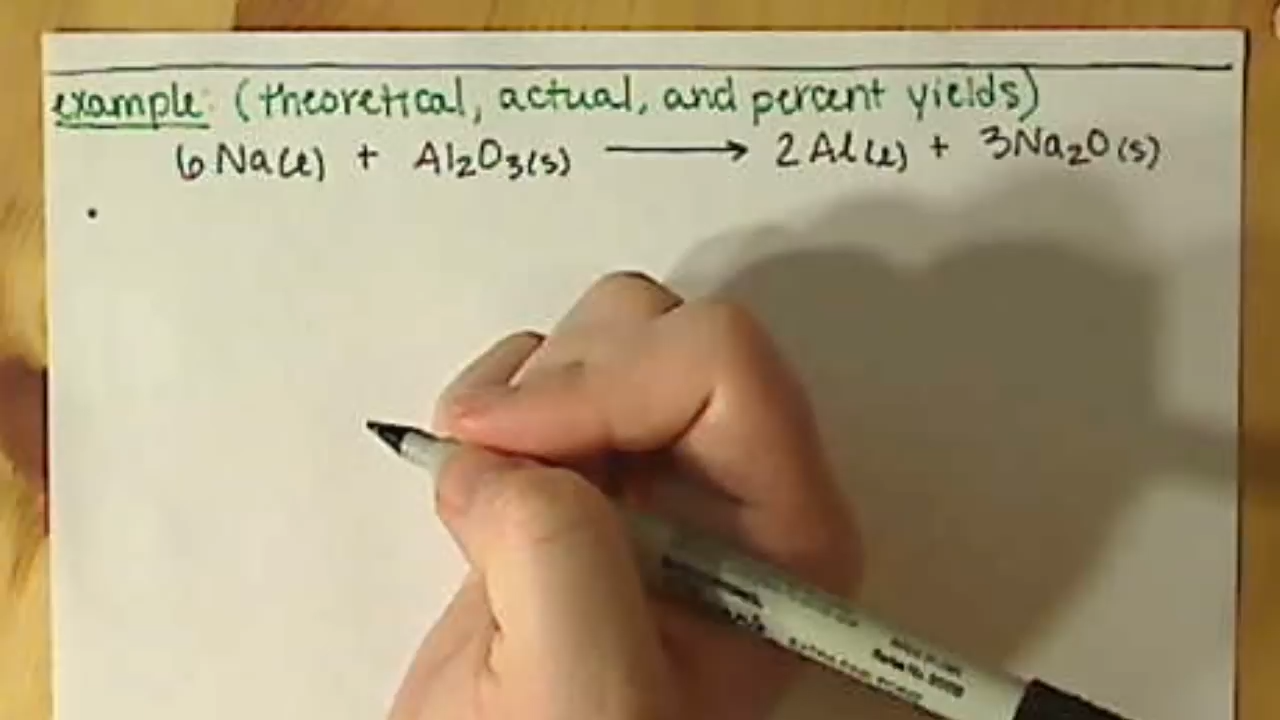 example: (theoretical, actual, and percent yields)
6Na(l) + Al₂O₃(s) ⟶ 2Al(l) + 3Na₂O(s)